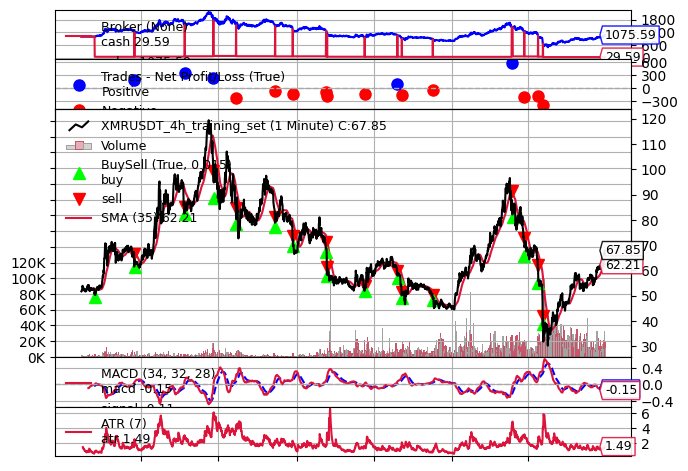 Broker (None)
cash 29.59
1800
1075.59
600
29.59
Trades - Net Profit/Loss (True)
Positive
600
300
0
−300
XMRUSDT_4h_training_set (1 Minute) C:67.85
Volume
BuySell (True, 0.015)
buy
sell
SMA (35) 62.21
120
110
100
90
80
70
67.85
62.21
50
40
30
120K
100K
80K
60K
40K
20K
0K
MACD (34, 32, 28)
macd -0.15
0.4
0.0
-0.15
−0.4
ATR (7)
atr 1.49
6
4
2
1.49